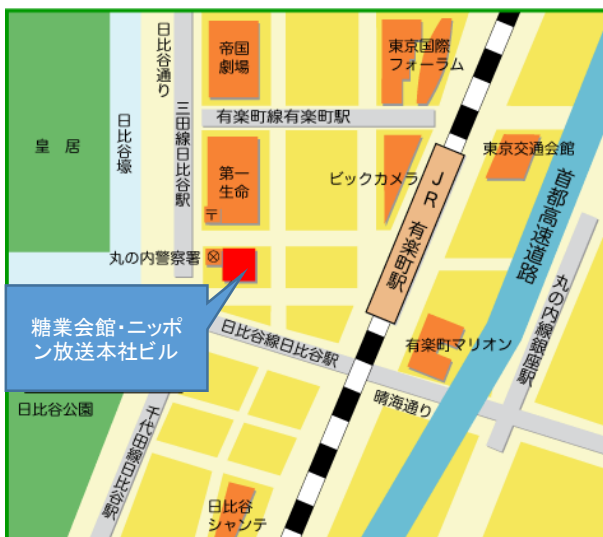 帝国
劇場
東京国際
フォーラム
日比谷通り
日比谷壕
皇 居
三田線日比谷駅
有楽町線有楽町駅
第一
生命
〒
ビックカメラ
JR 有楽町駅
東京交通会館
首都高速道路
丸の内警察署
丸の内線銀座駅
糖業会館・ニッポ
ン放送本社ビル
日比谷線日比谷駅
有楽町マリオン
晴海通り
日比谷公園
千代田線日比谷駅
日比谷
シャンテ